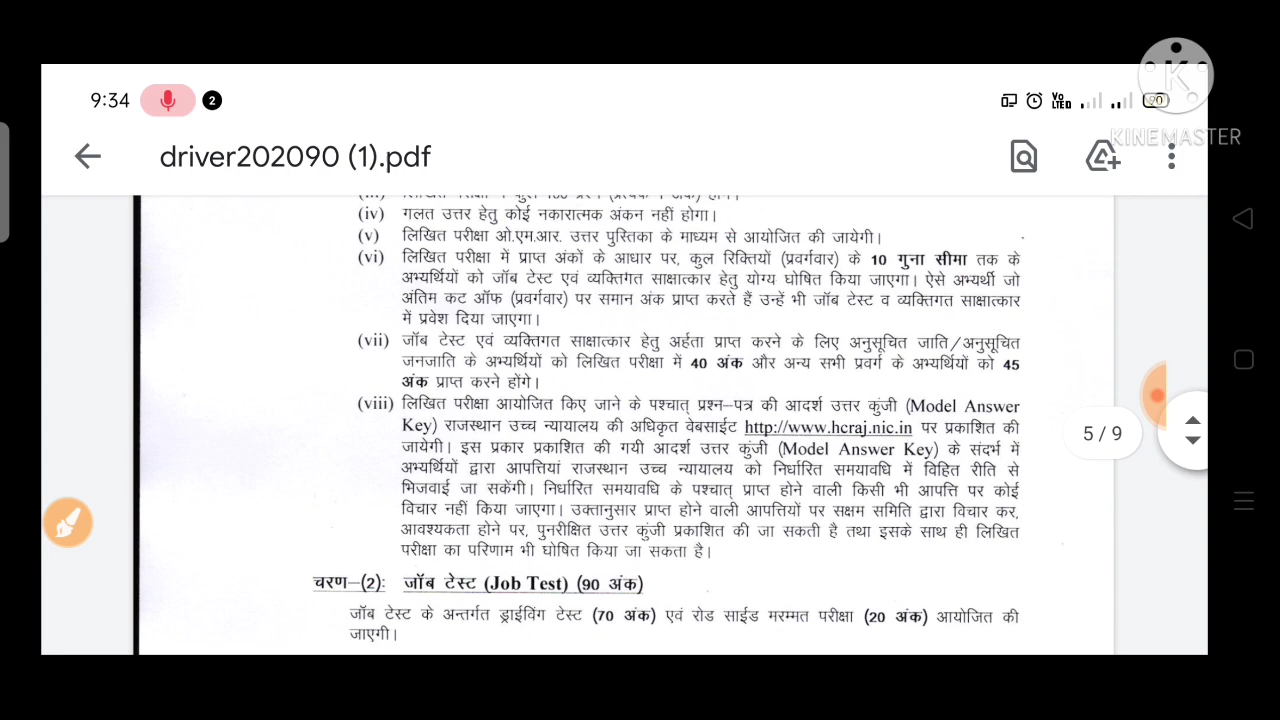 9:34
2
Vo
LTED
90
K
KINEMASTER
driver202090 (1).pdf
(iv) गलत उत्तर हेतु कोई नकारात्मक अंकन नहीं होगा।
(v) लिखित परीक्षा ओ.एम.आर. उत्तर पुस्तिका के माध्यम से आयोजित की जायेगी।
(vi) लिखित परीक्षा में प्राप्त अंकों के आधार पर, कुल रिक्तियों (प्रवर्गवार) के 10 गुना सीमा तक के
अभ्यर्थियों को जॉब टेस्ट एवं व्यक्तिगत साक्षात्कार हेतु योग्य घोषित किया जाएगा। ऐसे अभ्यर्थी जो
अंतिम कट ऑफ (प्रवर्गवार) पर समान अंक प्राप्त करते हैं उन्हें भी जॉब टेस्ट व व्यक्तिगत साक्षात्कार
में प्रवेश दिया जाएगा।
(vii) जॉब टेस्ट एवं व्यक्तिगत साक्षात्कार हेतु अर्हता प्राप्त करने के लिए अनुसूचित जाति/अनुसूचित
जनजाति के अभ्यर्थियों को लिखित परीक्षा में 40 अंक और अन्य सभी प्रवर्ग के अभ्यर्थियों को 45
अंक प्राप्त करने होंगे।
(viii) लिखित परीक्षा आयोजित किए जाने के पश्चात् प्रश्न–पत्र की आदर्श उत्तर कुंजी (Model Answer
Key) राजस्थान उच्च न्यायालय की अधिकृत वेबसाईट http://www.hcraj.nic.in पर प्रकाशित की
जायेगी। इस प्रकार प्रकाशित की गयी आदर्श उत्तर कुंजी (Model Answer Key) के संदर्भ में
अभ्यर्थियों द्वारा आपत्तियां राजस्थान उच्च न्यायालय को निर्धारित समयावधि में विहित रीति से
भिजवाई जा सकेंगी। निर्धारित समयावधि के पश्चात् प्राप्त होने वाली किसी भी आपत्ति पर कोई
विचार नहीं किया जाएगा। उक्तानुसार प्राप्त होने वाली आपत्तियों पर सक्षम समिति द्वारा विचार कर,
आवश्यकता होने पर, पुनरीक्षित उत्तर कुंजी प्रकाशित की जा सकती है तथा इसके साथ ही लिखित
परीक्षा का परिणाम भी घोषित किया जा सकता है।
5 / 9
चरण–(2): जॉब टेस्ट (Job Test) (90 अंक)
जॉब टेस्ट के अन्तर्गत ड्राईविंग टेस्ट (70 अंक) एवं रोड साईड मरम्मत परीक्षा (20 अंक) आयोजित की
जाएगी।